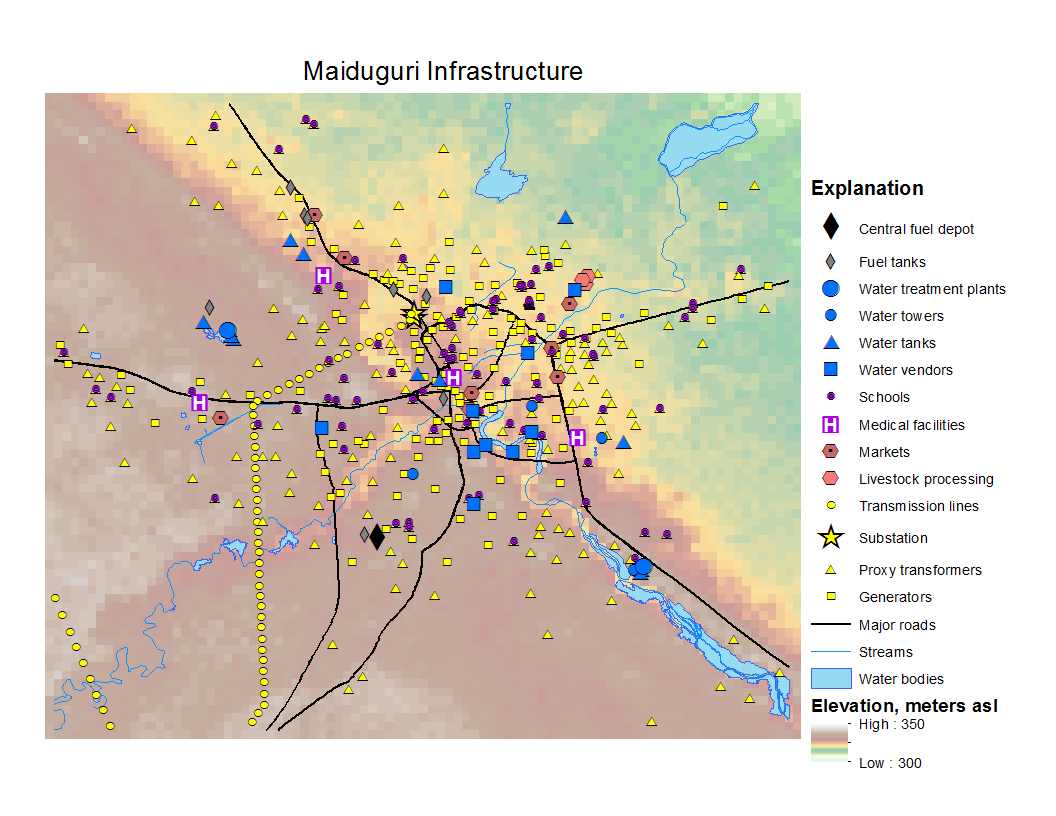 Maiduguri Infrastructure
Explanation
Central fuel depot
Fuel tanks
Water treatment plants
Water towers
Water tanks
Water vendors
Schools
H Medical facilities
Markets
Livestock processing
Transmission lines
Substation
Proxy transformers
Generators
Major roads
Streams
Water bodies
Elevation, meters asl
High : 350
Low : 300
H
H
H
H